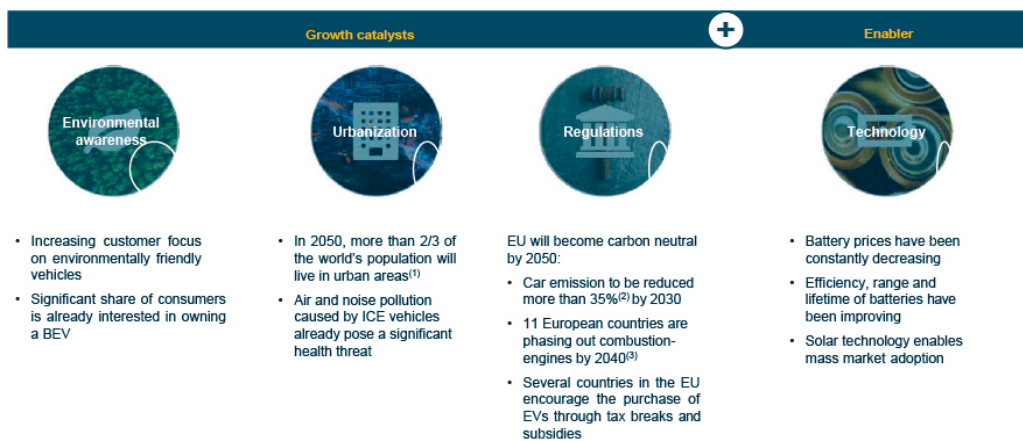 Growth catalysts
+
Enabler
Environmental
awareness
Urbanization
Regulations
Technology
• Increasing customer focus
on environmentally friendly
vehicles
• Significant share of consumers
is already interested in owning
a BEV
• In 2050, more than 2/3 of
the world's population will
live in urban areas(1)
• Air and noise pollution
caused by ICE vehicles
already pose a significant
health threat
EU will become carbon neutral
by 2050:
• Car emission to be reduced
more than 35%(2) by 2030
• 11 European countries are
phasing out combustion-
engines by 2040(3)
• Several countries in the EU
encourage the purchase of
EVs through tax breaks and
subsidies
• Battery prices have been
constantly decreasing
• Efficiency, range and
lifetime of batteries have
been improving
• Solar technology enables
mass market adoption